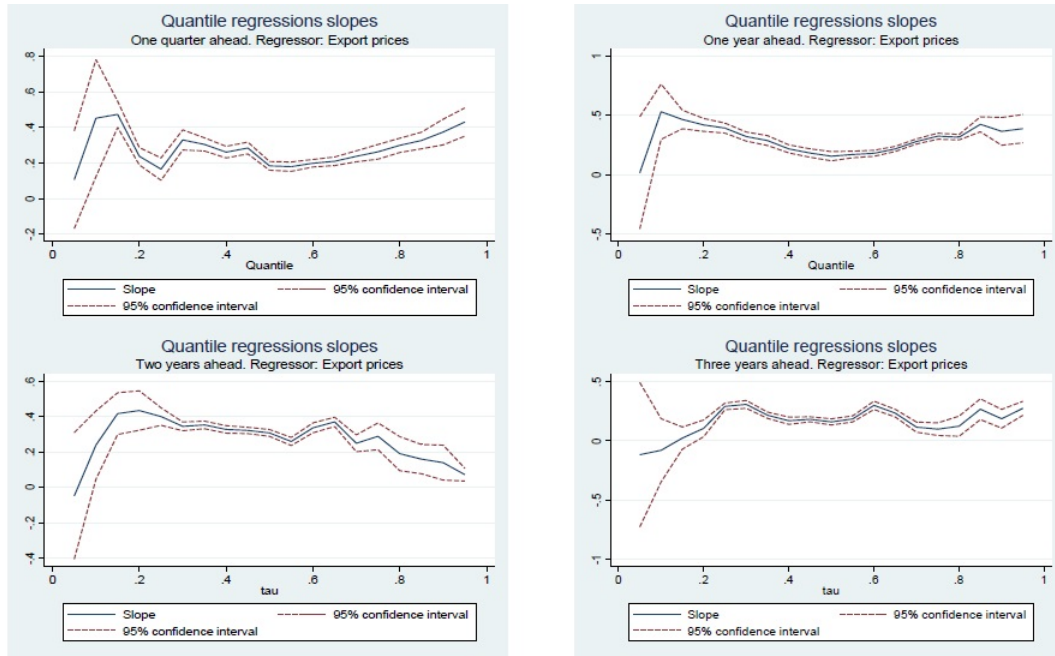 Quantile regressions slopes
One quarter ahead. Regressor: Export prices
.8
.6
.4
.2
0
-.2
0 .2 .4 .6 .8 1
Quantile
Slope 95% confidence interval
95% confidence interval
Quantile regressions slopes
One year ahead. Regressor: Export prices
1
.5
0
-.5
0 .2 .4 .6 .8 1
Quantile
Slope 95% confidence interval
95% confidence interval
Quantile regressions slopes
Two years ahead. Regressor: Export prices
.6
.4
.2
0
-.2
-.4
0 .2 .4 .6 .8 1
tau
Slope 95% confidence interval
95% confidence interval
Quantile regressions slopes
Three years ahead. Regressor: Export prices
.5
0
-.5
-1
0 .2 .4 .6 .8 1
tau
Slope 95% confidence interval
95% confidence interval